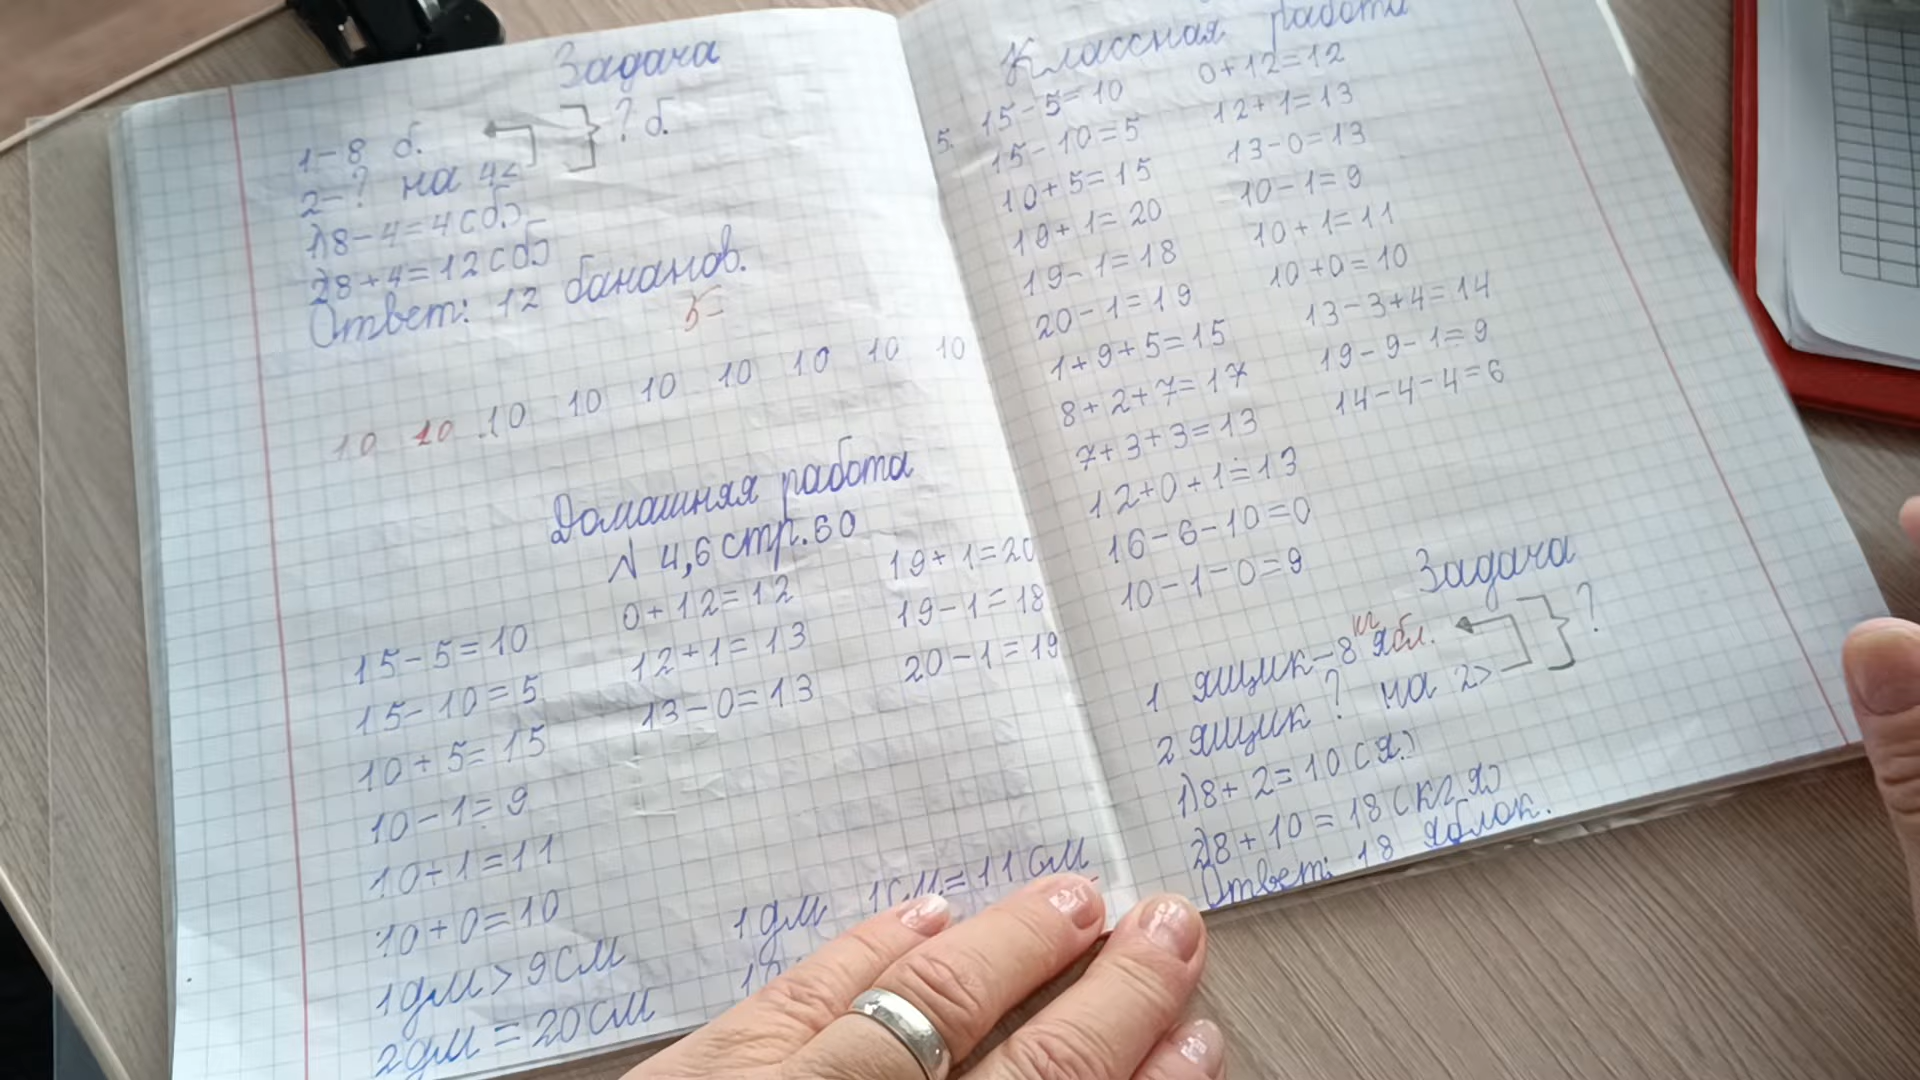 Задача
1-8 б.
? б.
2-? на 4<
1)8-4=4(б.)
2)8+4=12(б)
Ответ: 12 бананов.
5=
10 10 10 10 10 10 10 10 10
Домашняя работа
N 4,6 стр.60
15-5=10 0+12=12 19+1=20
15-10=5 12+1=13 19-1=18
10+5=15 13-0=13 20-1=19
10-1=9
10+1=11
10+0=10
1дм>9см 1дм 1см=11см
2дм=20см
Классная работа
5. 15-5=10 0+12=12
15-10=5 12+1=13
10+5=15 13-0=13
19+1=20 10-1=9
19-1=18 10+1=11
20-1=19 10+0=10
1+9+5=15 13-3+4=14
8+2+7=17 19-9-1=9
7+3+3=13 14-4-4=6
12+0+1=13
16-6-10=0
10-1-0=9
Задача
1 ящик-8 кг ябл. ?
2 ящик ? на 2>
1)8+2=10(я.)
2)8+10=18(кг я)
Ответ: 18 яблок.